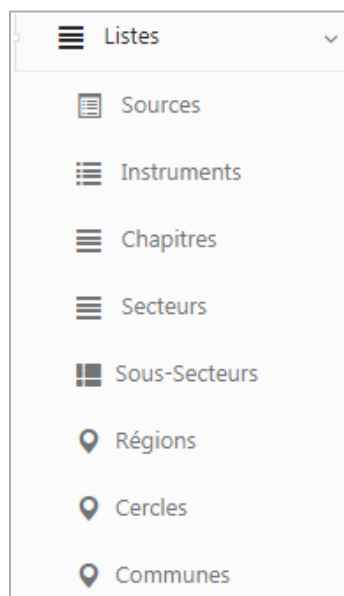 Listes
Sources
Instruments
Chapitres
Secteurs
Sous-Secteurs
Régions
Cercles
Communes